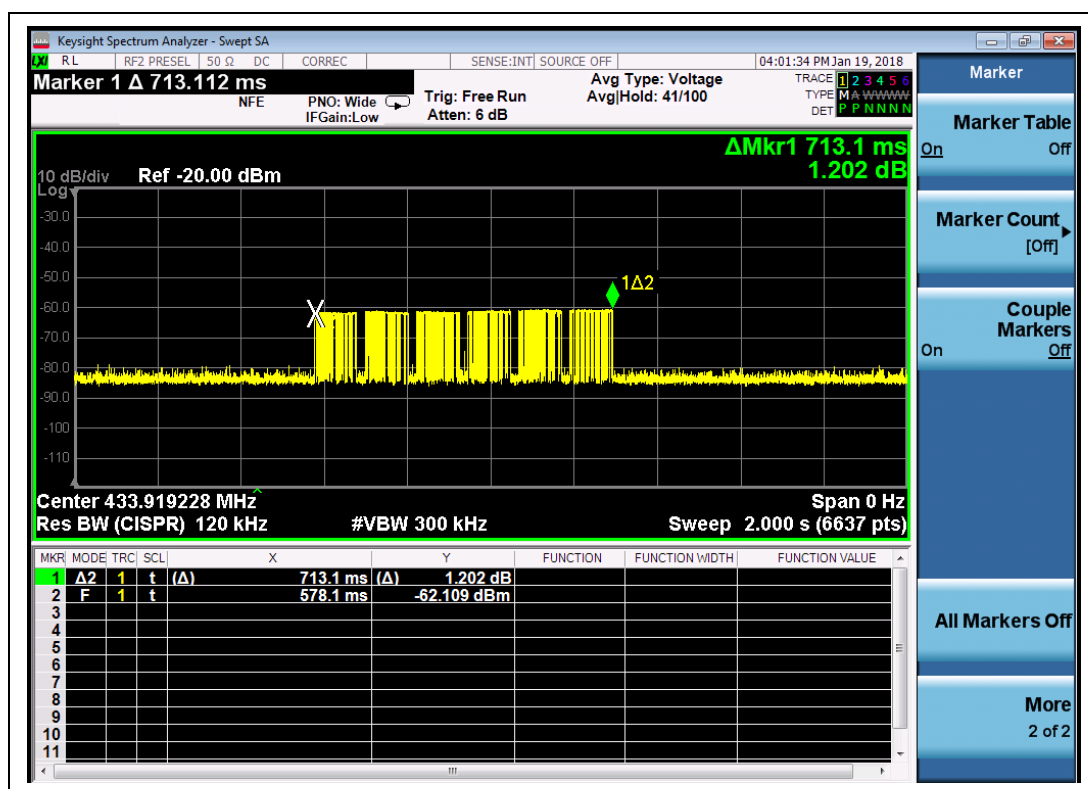 Keysight Spectrum Analyzer - Swept SA
LXI RL RF2 PRESEL 50 Ω DC CORREC SENSE:INT SOURCE OFF 04:01:34 PM Jan 19, 2018
Marker 1 Δ 713.112 ms Avg Type: Voltage TRACE 1 2 3 4 5 6
NFE PNO: Wide Trig: Free Run Avg|Hold: 41/100 TYPE M A W W W W
IFGain:Low Atten: 6 dB DET P P N N N N
ΔMkr1 713.1 ms
10 dB/div Ref -20.00 dBm 1.202 dB
Log
-30.0
-40.0
-50.0
1Δ2
-60.0
X
-70.0
-80.0
-90.0
-100
-110
Center 433.919228 MHz Span 0 Hz
Res BW (CISPR) 120 kHz #VBW 300 kHz Sweep 2.000 s (6637 pts)
MKR MODE TRC SCL X Y FUNCTION FUNCTION WIDTH FUNCTION VALUE
1 Δ2 1 t (Δ) 713.1 ms (Δ) 1.202 dB
2 F 1 t 578.1 ms -62.109 dBm
3
4
5
6
7
8
9
10
11
Marker
Marker Table
On Off
Marker Count
[Off]
Couple
Markers
On Off
All Markers Off
More
2 of 2